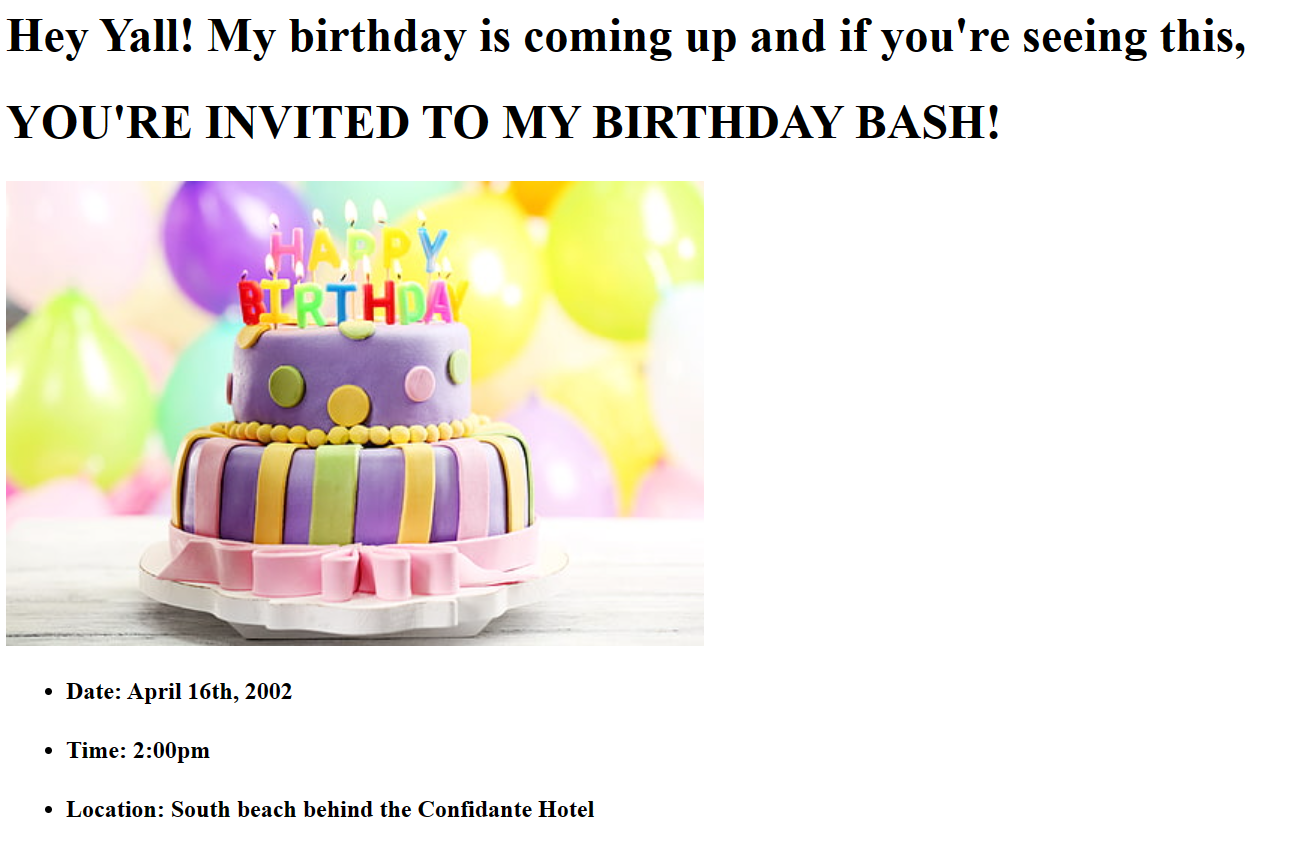 Hey Yall! My birthday is coming up and if you're seeing this,
YOU'RE INVITED TO MY BIRTHDAY BASH!
HAPPY
BIRTHDAY
• Date: April 16th, 2002
• Time: 2:00pm
• Location: South beach behind the Confidante Hotel